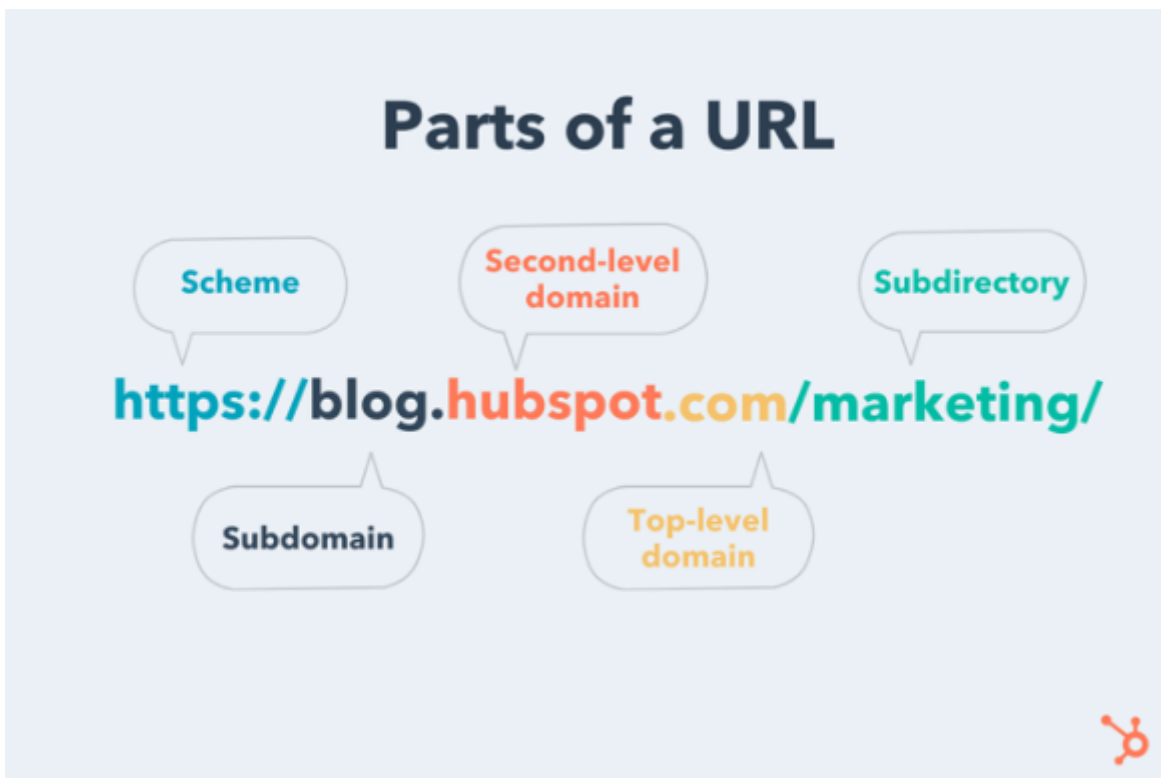 Parts of a URL
Scheme
Second-level
domain
Subdirectory
https://blog.hubspot.com/marketing/
Subdomain
Top-level
domain